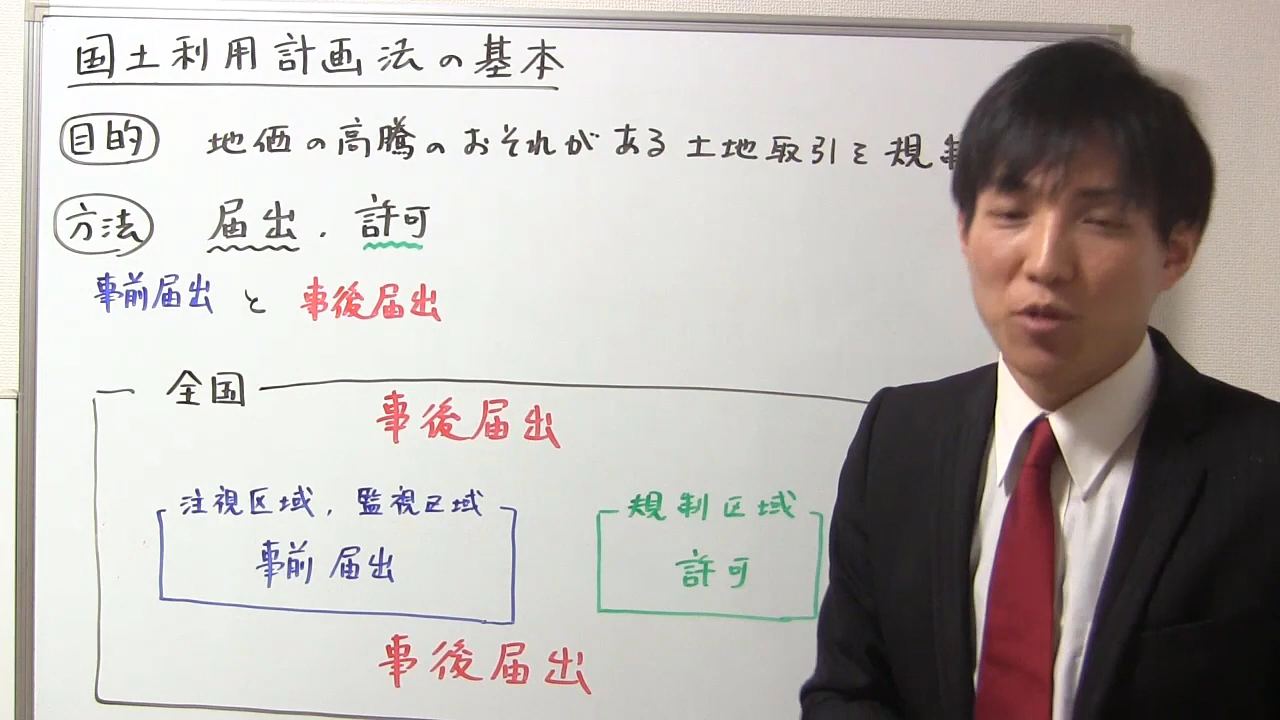 国土利用計画法の基本
目的 地価の高騰のおそれがある土地取引を規制
方法 届出、許可
事前届出と事後届出
全国
事後届出
注視区域、監視区域
事前届出
規制区域
許可
事後届出